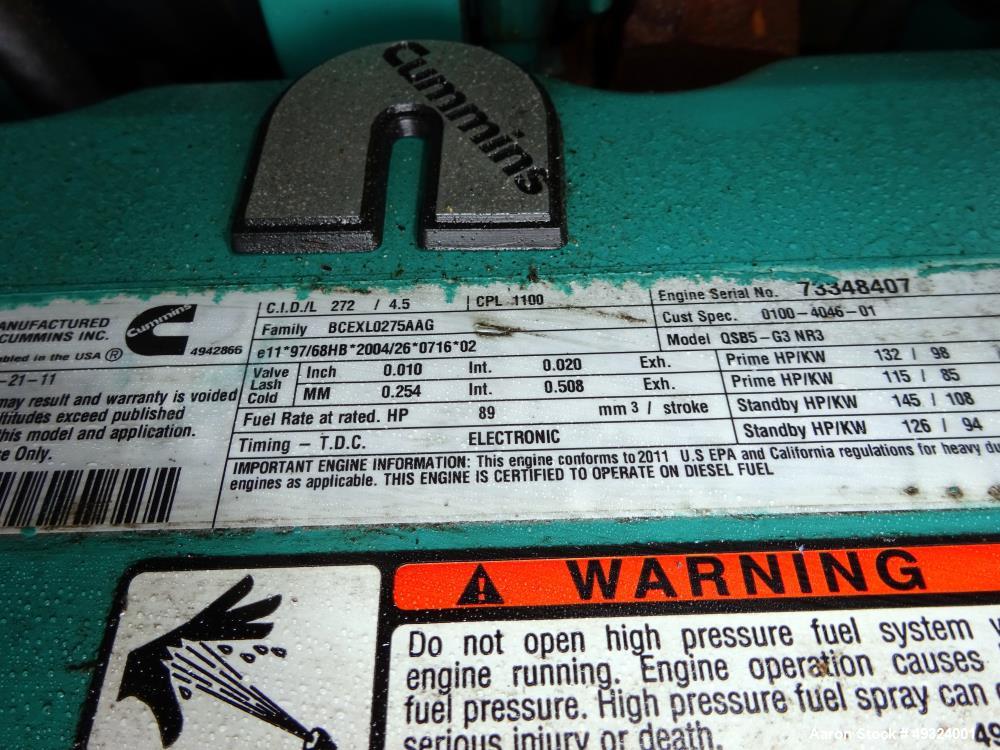 Cummins
ANUFACTURED
CUMMINS INC.
bled in the USA ®
Cummins
4942866
-21-11
may result and warranty is voided
ltitudes exceed published
his model and application.
e Only.
C.I.D./L 272 / 4.5 CPL 1100
Family BCEXL0275AAG
e11*97/68HB*2004/26*0716*02
Valve Lash Cold
Inch 0.010 Int. 0.020 Exh.
MM 0.254 Int. 0.508 Exh.
Fuel Rate at rated. HP 89 mm3 / stroke
Timing – T.D.C. ELECTRONIC
Engine Serial No. 73348407
Cust Spec. 0100-4046-01
Model QSB5-G3 NR3
Prime HP/KW 132 / 98
Prime HP/KW 115 / 85
Standby HP/KW 145 / 108
Standby HP/KW 126 / 94
IMPORTANT ENGINE INFORMATION: This engine conforms to 2011 U.S EPA and California regulations for heavy du
engines as applicable. THIS ENGINE IS CERTIFIED TO OPERATE ON DIESEL FUEL
WARNING
Do not open high pressure fuel system w
engine running. Engine operation causes
fuel pressure. High pressure fuel spray can
serious injury or death.